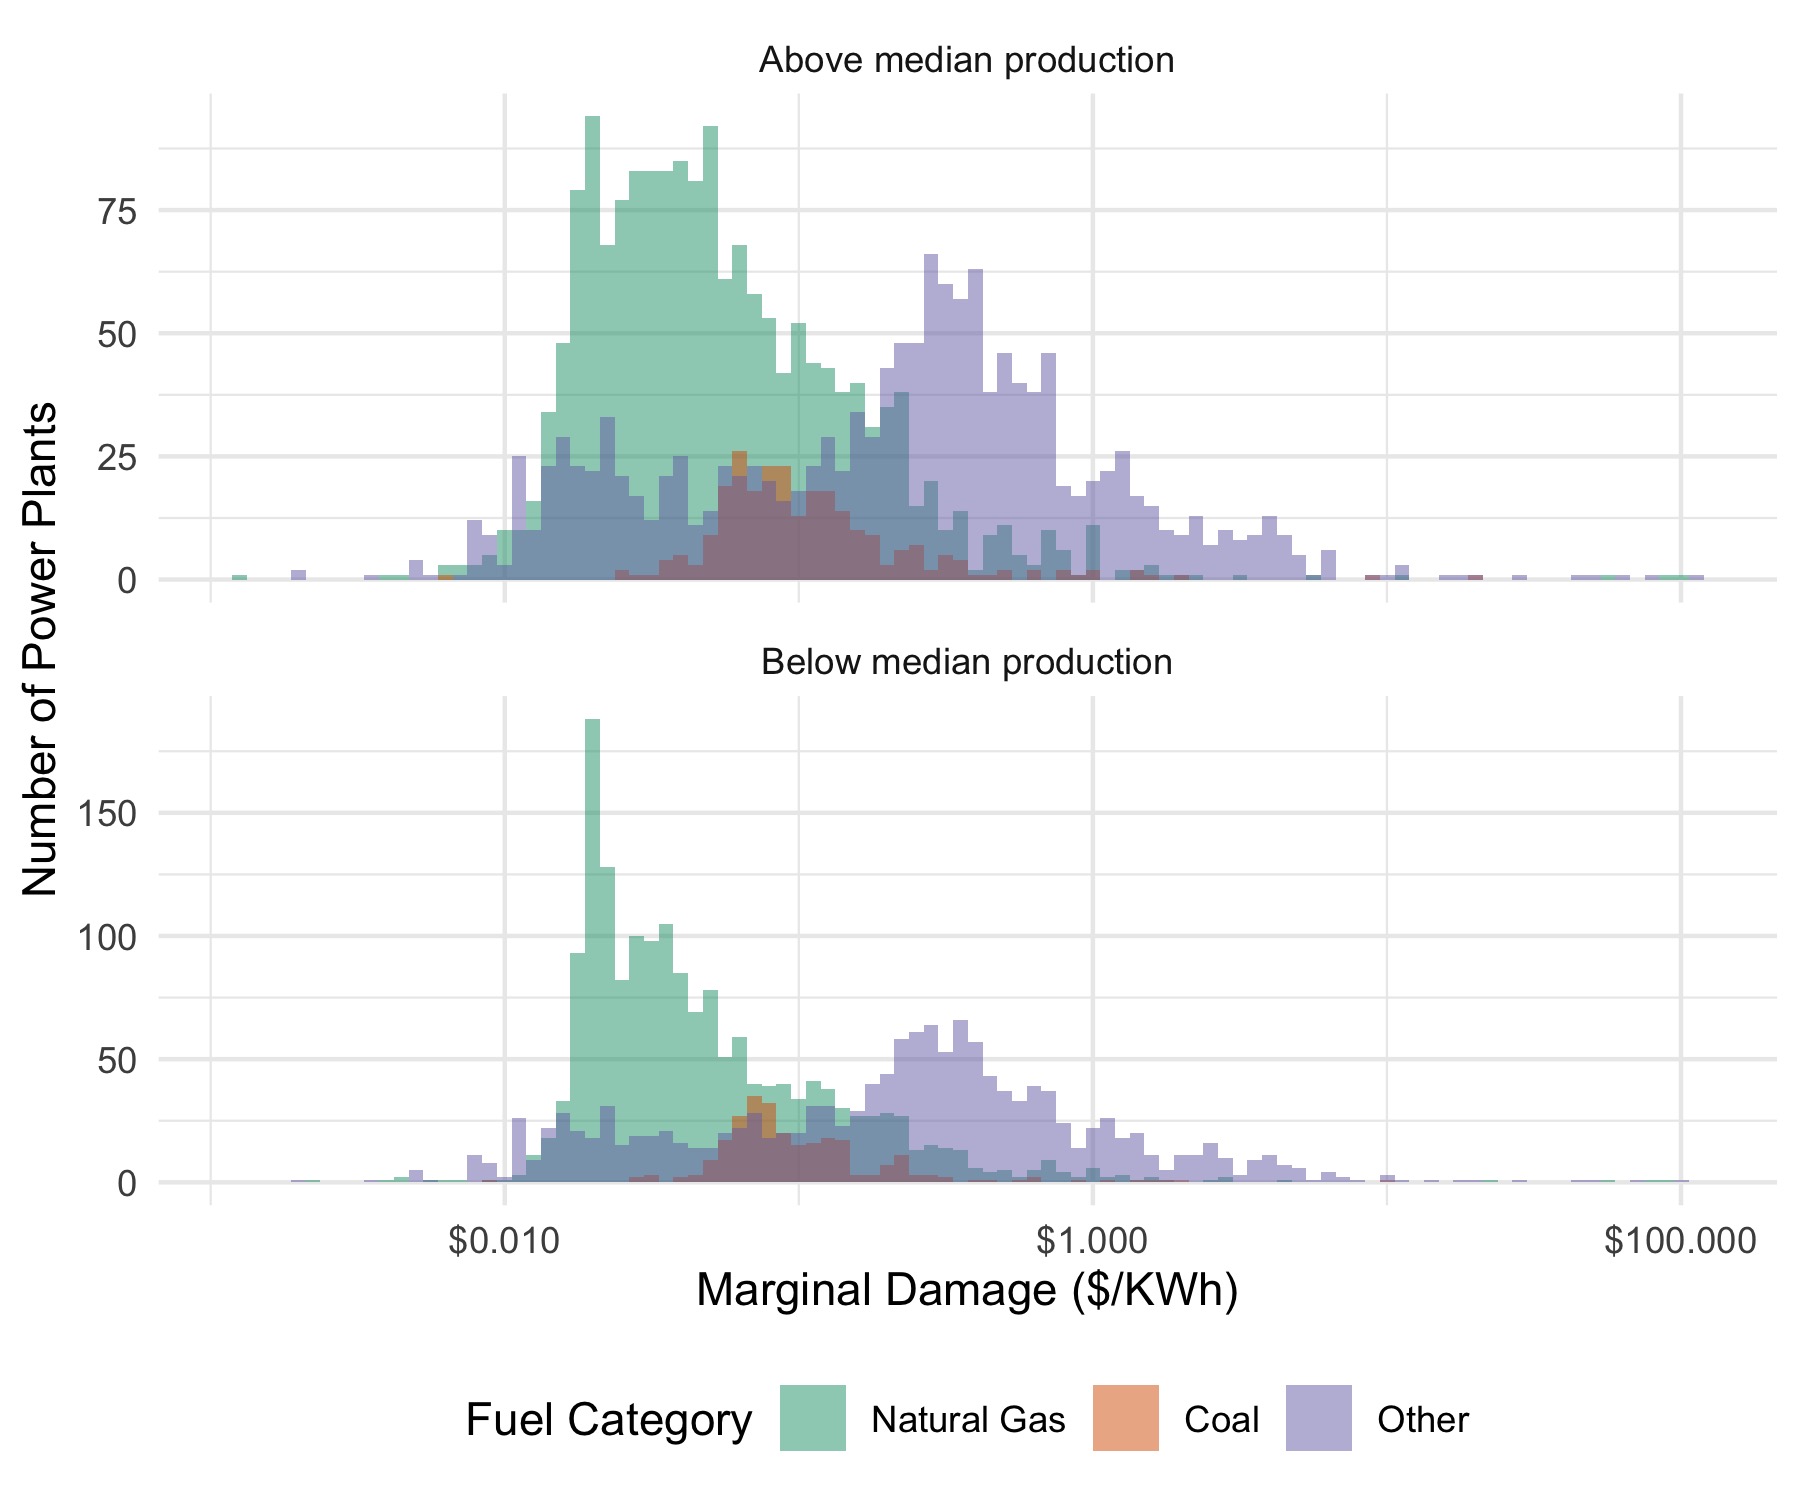 Above median production
75
50
25
0
Number of Power Plants
Below median production
150
100
50
0
$0.010 $1.000 $100.000
Marginal Damage ($/KWh)
Fuel Category Natural Gas Coal Other